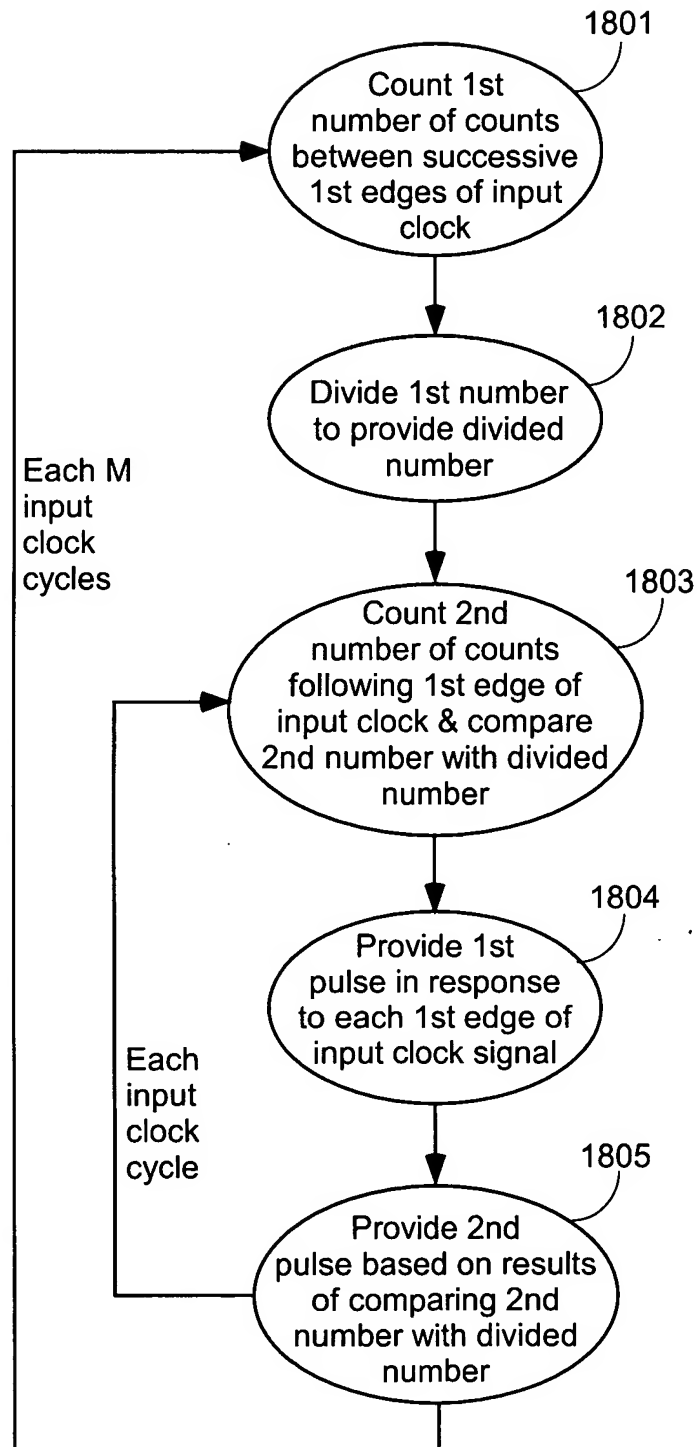 1801
Count 1st
number of counts
between successive
1st edges of input
clock
1802
Divide 1st number
to provide divided
number
Each M
input
clock
cycles
1803
Count 2nd
number of counts
following 1st edge of
input clock & compare
2nd number with divided
number
1804
Provide 1st
pulse in response
to each 1st edge of
input clock signal
Each
input
clock
cycle
1805
Provide 2nd
pulse based on results
of comparing 2nd
number with divided
number